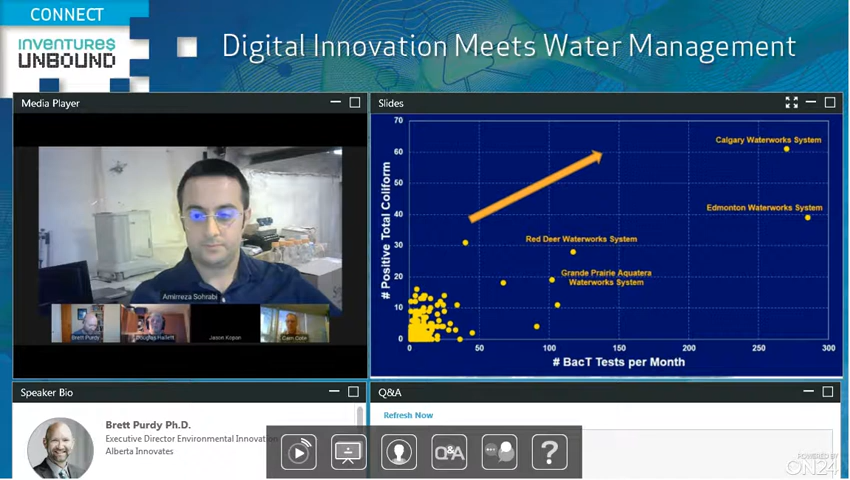 CONNECT
INVENTURES
UNBOUND
Digital Innovation Meets Water Management
Media Player
Amirreza Sohrabi
Brett Purdy
Douglas Hallett
Jason Kopan
Cam Cote
Slides
70
60
50
40
30
20
10
0
# Positive Total Coliform
Calgary Waterworks System
Edmonton Waterworks System
Red Deer Waterworks System
Grande Prairie Aquatera
Waterworks System
0 50 100 150 200 250 300
# BacT Tests per Month
Speaker Bio
Brett Purdy Ph.D.
Executive Director Environmental Innovation
Alberta Innovates
Q&A
Refresh Now
Q&A
?
POWERED BY
ON24